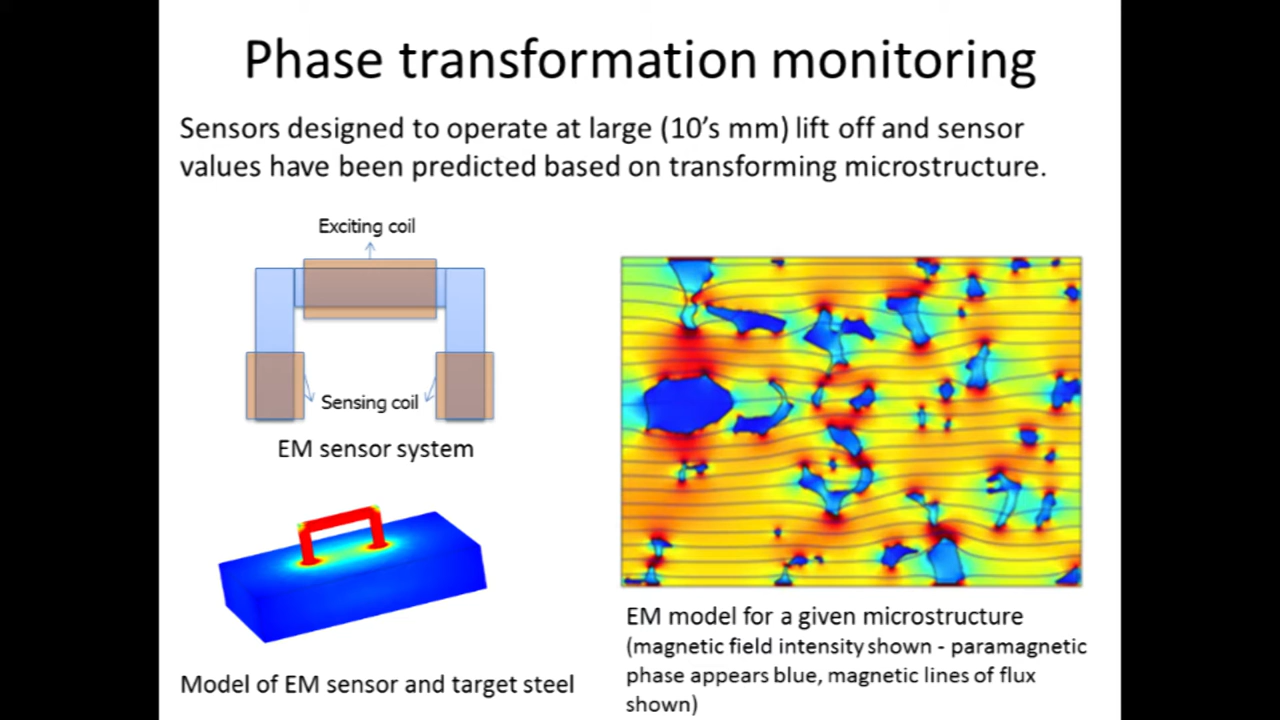 Phase transformation monitoring
Sensors designed to operate at large (10's mm) lift off and sensor
values have been predicted based on transforming microstructure.
Exciting coil
Sensing coil
EM sensor system
Model of EM sensor and target steel
EM model for a given microstructure
(magnetic field intensity shown - paramagnetic
phase appears blue, magnetic lines of flux
shown)